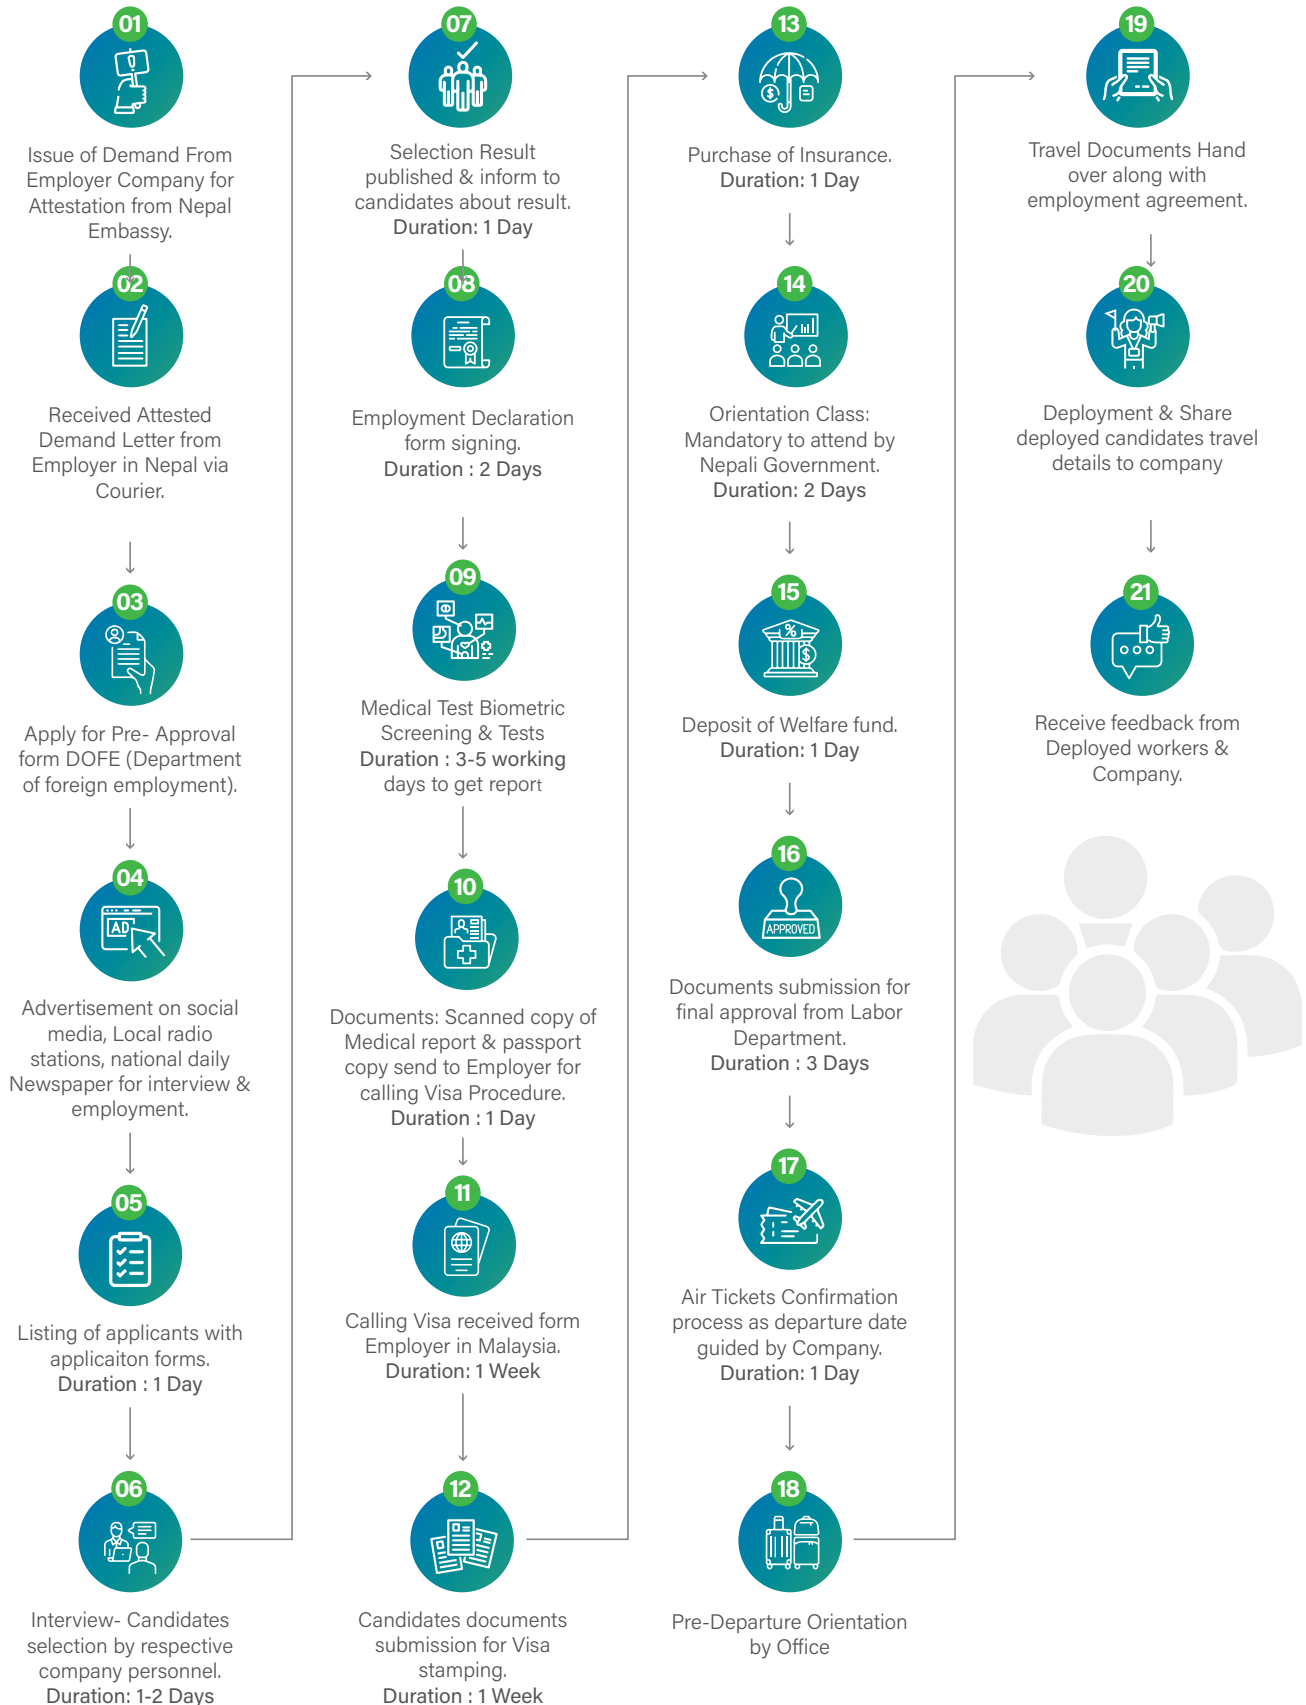 01
Issue of Demand From
Employer Company for
Attestation from Nepal
Embassy.
02
Received Attested
Demand Letter from
Employer in Nepal via
Courier.
03
Apply for Pre- Approval
form DOFE (Department
of foreign employment).
04
AD
Advertisement on social
media, Local radio
stations, national daily
Newspaper for interview &
employment.
05
Listing of applicants with
applicaiton forms.
Duration : 1 Day
06
Interview- Candidates
selection by respective
company personnel.
Duration: 1-2 Days
07
Selection Result
published & inform to
candidates about result.
Duration: 1 Day
08
Employment Declaration
form signing.
Duration : 2 Days
09
Medical Test Biometric
Screening & Tests
Duration : 3-5 working
days to get report
10
Documents: Scanned copy of
Medical report & passport
copy send to Employer for
calling Visa Procedure.
Duration : 1 Day
11
Calling Visa received form
Employer in Malaysia.
Duration: 1 Week
12
Candidates documents
submission for Visa
stamping.
Duration : 1 Week
13
$
Purchase of Insurance.
Duration: 1 Day
14
Orientation Class:
Mandatory to attend by
Nepali Government.
Duration: 2 Days
15
%
$
Deposit of Welfare fund.
Duration: 1 Day
16
APPROVED
Documents submission for
final approval from Labor
Department.
Duration : 3 Days
17
Air Tickets Confirmation
process as departure date
guided by Company.
Duration: 1 Day
18
Pre-Departure Orientation
by Office
19
Travel Documents Hand
over along with
employment agreement.
20
Deployment & Share
deployed candidates travel
details to company
21
Receive feedback from
Deployed workers &
Company.